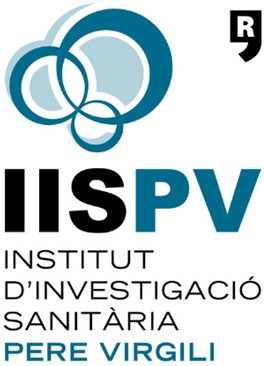 R
IISPV
INSTITUT
D'INVESTIGACIÓ
SANITÀRIA
PERE VIRGILI